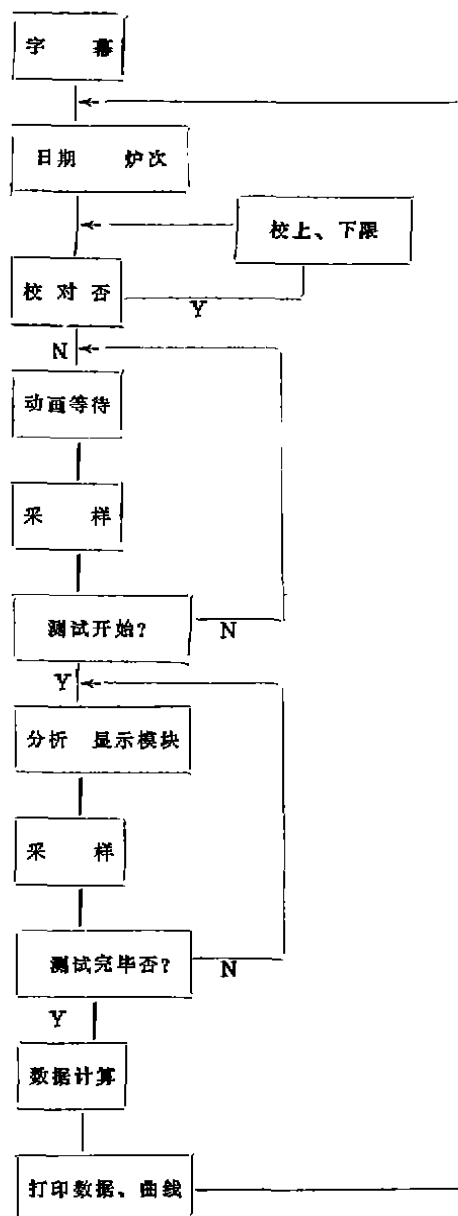 字 幕
日期 炉次
校上、下限
校对否
Y
N
动画等待
采 样
测试开始?
N
Y
分析 显示模块
采 样
测试完毕否?
N
Y
数据计算
打印数据、曲线